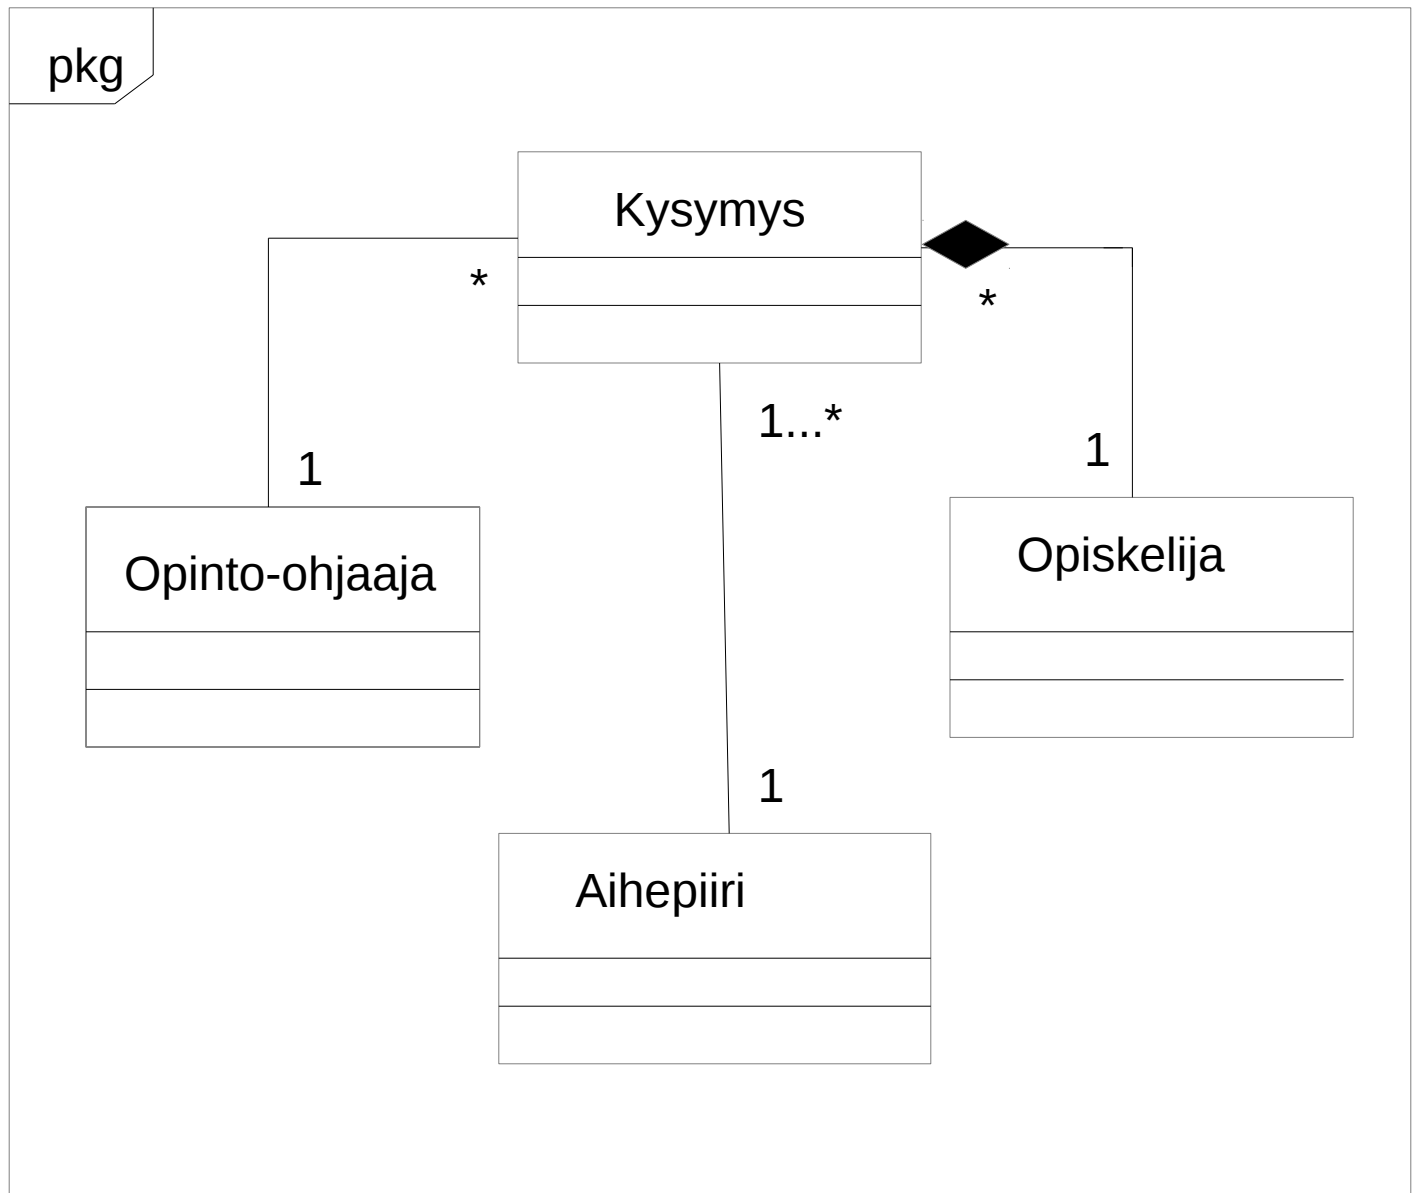 pkg
Kysymys
*
*
1...*
1
1
Opinto-ohjaaja
Opiskelija
1
Aihepiiri